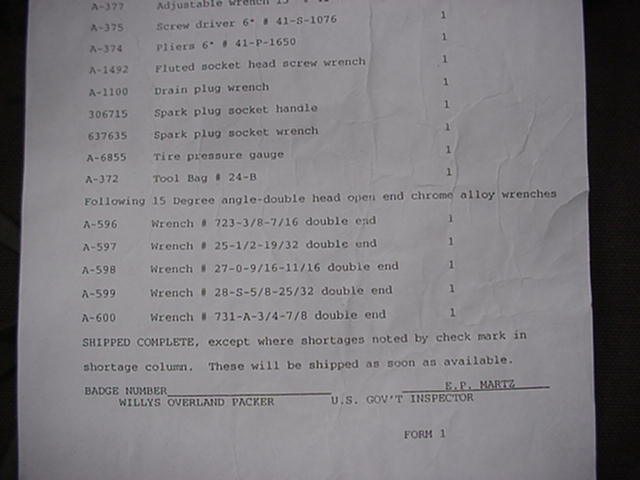 A-377 Adjustable wrench
A-375 Screw driver 6" # 41-S-1076 1
A-374 Pliers 6" # 41-P-1650 1
A-1492 Fluted socket head screw wrench 1
A-1100 Drain plug wrench 1
306715 Spark plug socket handle 1
637635 Spark plug socket wrench 1
A-6855 Tire pressure gauge 1
A-372 Tool Bag # 24-B 1
Following 15 Degree angle-double head open end chrome alloy wrenches
A-596 Wrench # 723-3/8-7/16 double end 1
A-597 Wrench # 25-1/2-19/32 double end 1
A-598 Wrench # 27-0-9/16-11/16 double end 1
A-599 Wrench # 28-S-5/8-25/32 double end 1
A-600 Wrench # 731-A-3/4-7/8 double end 1
SHIPPED COMPLETE, except where shortages noted by check mark in
shortage column. These will be shipped as soon as available.
BADGE NUMBER E.P. MARTZ
WILLYS OVERLAND PACKER U.S. GOV'T INSPECTOR
FORM 1